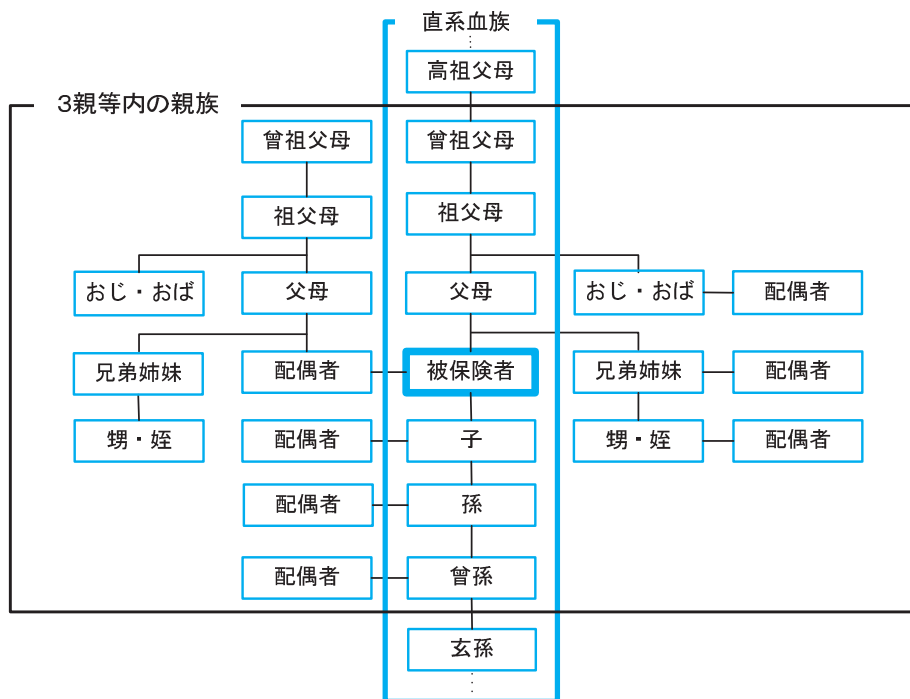 直系血族
高祖父母
3親等内の親族
曾祖父母 曾祖父母
祖父母 祖父母
おじ・おば 父母 父母 おじ・おば 配偶者
兄弟姉妹 配偶者 被保険者 兄弟姉妹 配偶者
甥・姪 配偶者 子 甥・姪 配偶者
配偶者 孫
配偶者 曾孫
玄孫